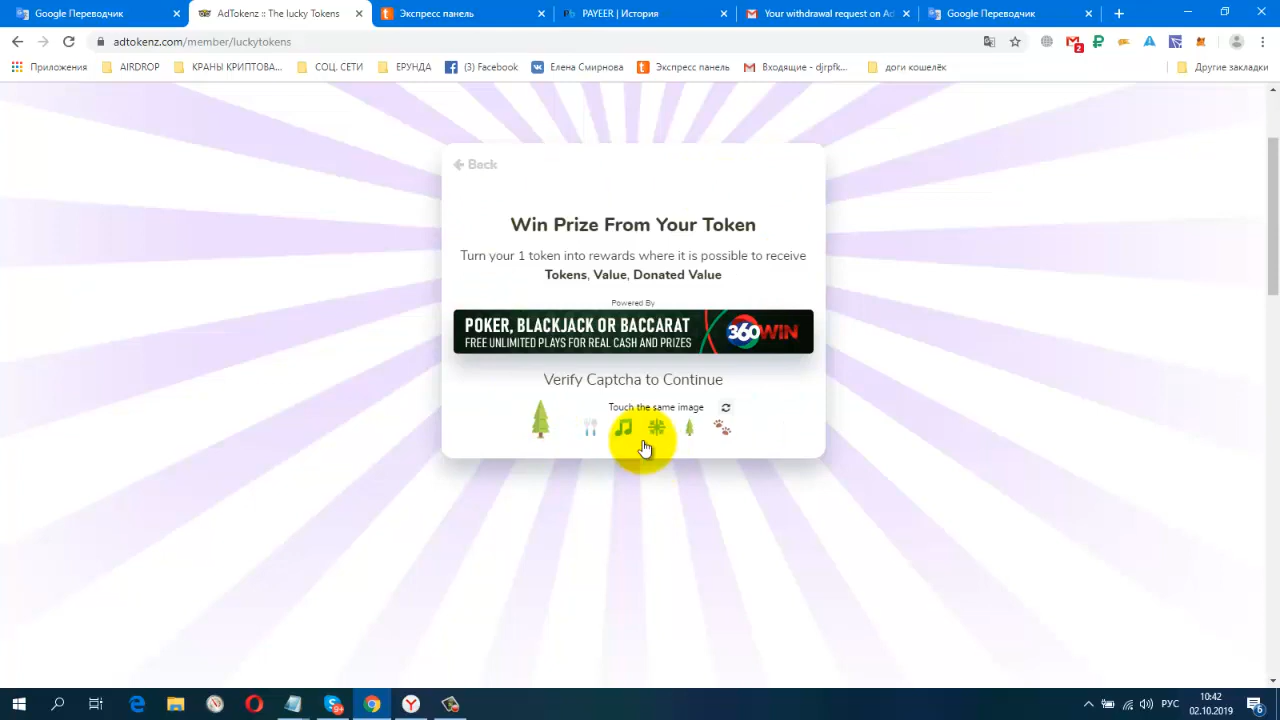 Google Переводчик
AdTokenz :: The lucky Tokens
Экспресс панель
PAYEER | История
Your withdrawal request on Ad
Google Переводчик
adtokenz.com/member/luckytokens
2
Приложения
AIRDROP
КРАНЫ КРИПТОВА...
СОЦ. СЕТИ
ЕРУНДА
(3) Facebook
Елена Смирнова
Экспресс панель
Входящие - djrpfk...
доги кошелёк
Другие закладки
Back
Win Prize From Your Token
Turn your 1 token into rewards where it is possible to receive
Tokens, Value, Donated Value
Powered By
POKER, BLACKJACK OR BACCARAT
FREE UNLIMITED PLAYS FOR REAL CASH AND PRIZES
360WIN
Verify Captcha to Continue
Touch the same image
РУС
10:42
02.10.2019